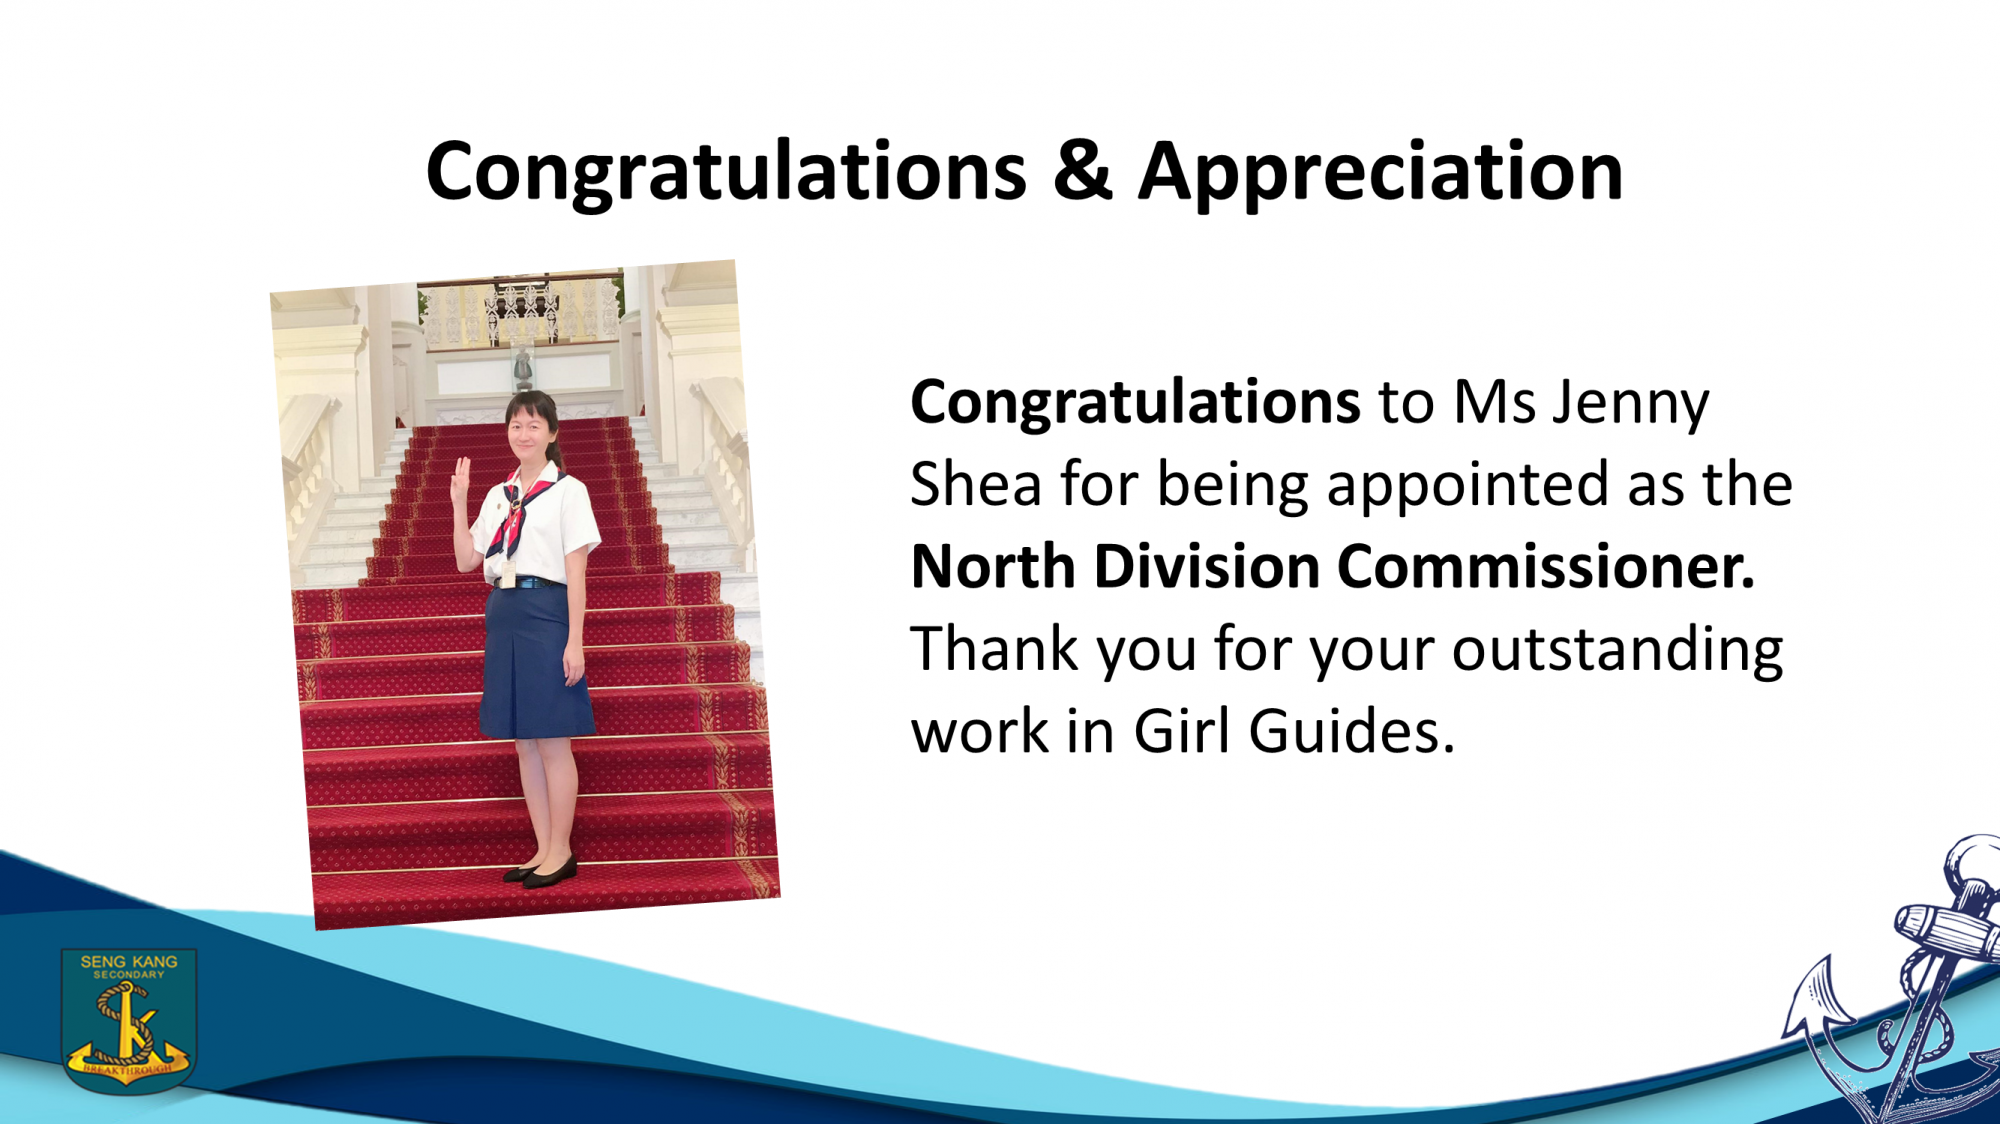 Congratulations & Appreciation
Congratulations to Ms Jenny
Shea for being appointed as the
North Division Commissioner.
Thank you for your outstanding
work in Girl Guides.
SENG KANG
SECONDARY
BREAKTHROUGH